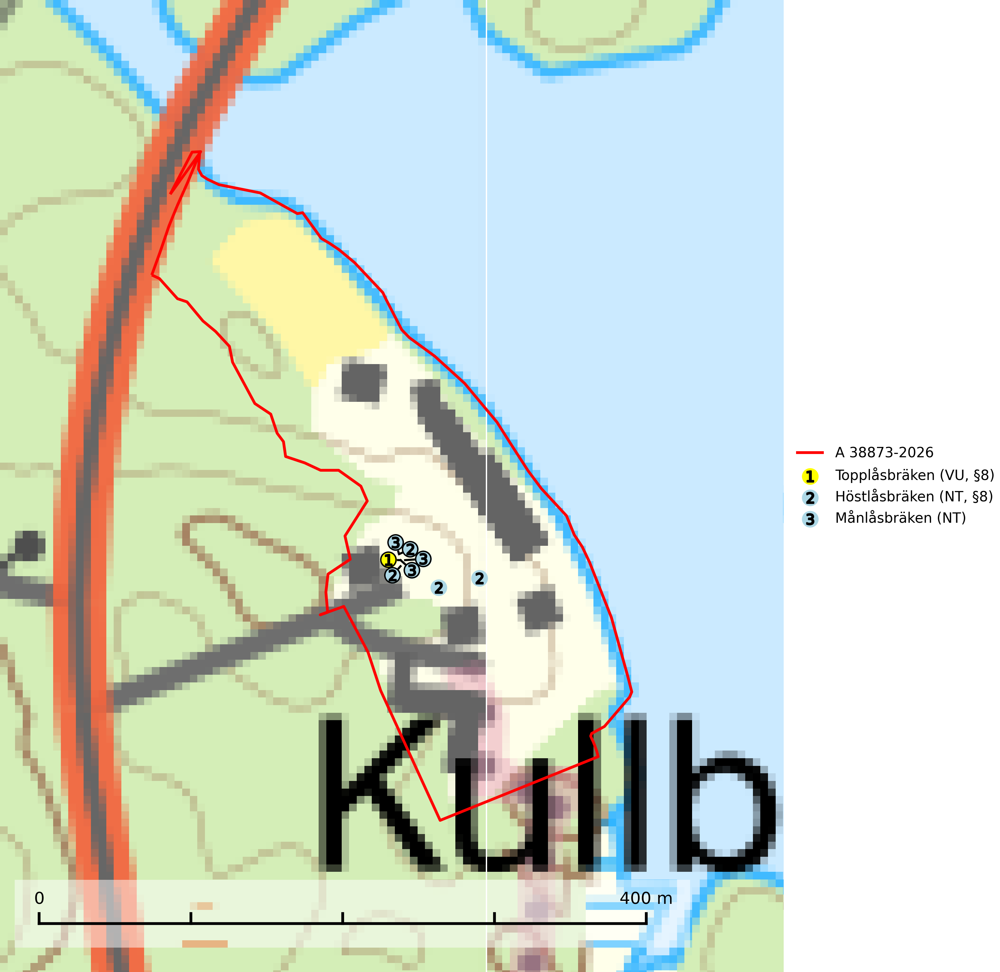 A 38873-2026
1 Topplåsbräken (VU, §8)
2 Höstlåsbräken (NT, §8)
3 Månlåsbräken (NT)
3
2
1
3
3
2
2
2
Kullb
0 400 m